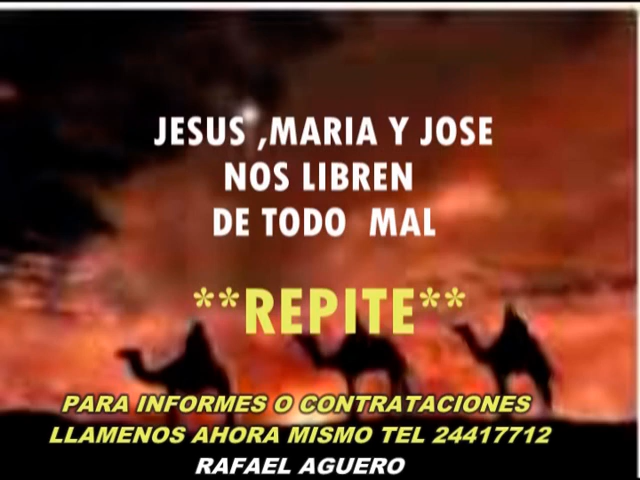 JESUS ,MARIA Y JOSE
NOS LIBREN
DE TODO MAL
**REPITE**
PARA INFORMES O CONTRATACIONES
LLAMENOS AHORA MISMO TEL 24417712
RAFAEL AGUERO